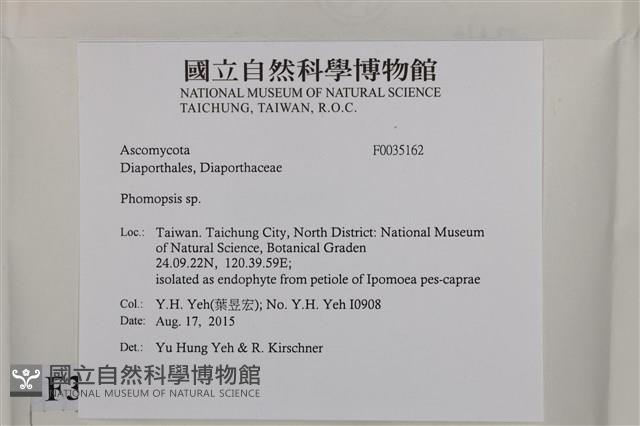 國立自然科學博物館
NATIONAL MUSEUM OF NATURAL SCIENCE
TAICHUNG, TAIWAN, R.O.C.
Ascomycota F0035162
Diaporthales, Diaporthaceae
Phomopsis sp.
Loc.: Taiwan. Taichung City, North District: National Museum
of Natural Science, Botanical Graden
24.09.22N, 120.39.59E;
isolated as endophyte from petiole of Ipomoea pes-caprae
Col.: Y.H. Yeh(葉昱宏); No. Y.H. Yeh I0908
Date: Aug. 17, 2015
Det.: Yu Hung Yeh & R. Kirschner
國立自然科學博物館
NATIONAL MUSEUM OF NATURAL SCIENCE